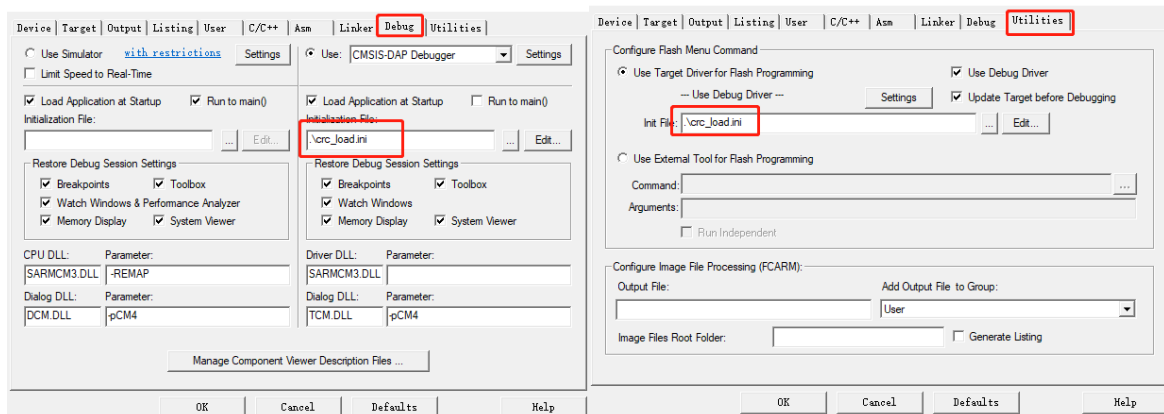 Device Target Output Listing User C/C++ Asm Linker Debug Utilities
Use Simulator with restrictions Settings
Limit Speed to Real-Time
Load Application at Startup Run to main()
Initialization File:
... Edit...
Restore Debug Session Settings
Breakpoints Toolbox
Watch Windows & Performance Analyzer
Memory Display System Viewer
CPU DLL: Parameter:
SARMCM3.DLL -REMAP
Dialog DLL: Parameter:
DCM.DLL -pCM4
Use: CMSIS-DAP Debugger Settings
Load Application at Startup Run to main()
Initialization File:
.\crc_load.ini ... Edit...
Restore Debug Session Settings
Breakpoints Toolbox
Watch Windows
Memory Display System Viewer
Driver DLL: Parameter:
SARMCM3.DLL
Dialog DLL: Parameter:
TCM.DLL -pCM4
Manage Component Viewer Description Files ...
OK Cancel Defaults Help
Device Target Output Listing User C/C++ Asm Linker Debug Utilities
Configure Flash Menu Command
Use Target Driver for Flash Programming Use Debug Driver
--- Use Debug Driver --- Settings Update Target before Debugging
Init File: .\crc_load.ini ... Edit...
Use External Tool for Flash Programming
Command: ...
Arguments:
Run Independent
Configure Image File Processing (FCARM):
Output File: Add Output File to Group:
User
Image Files Root Folder: Generate Listing
OK Cancel Defaults Help